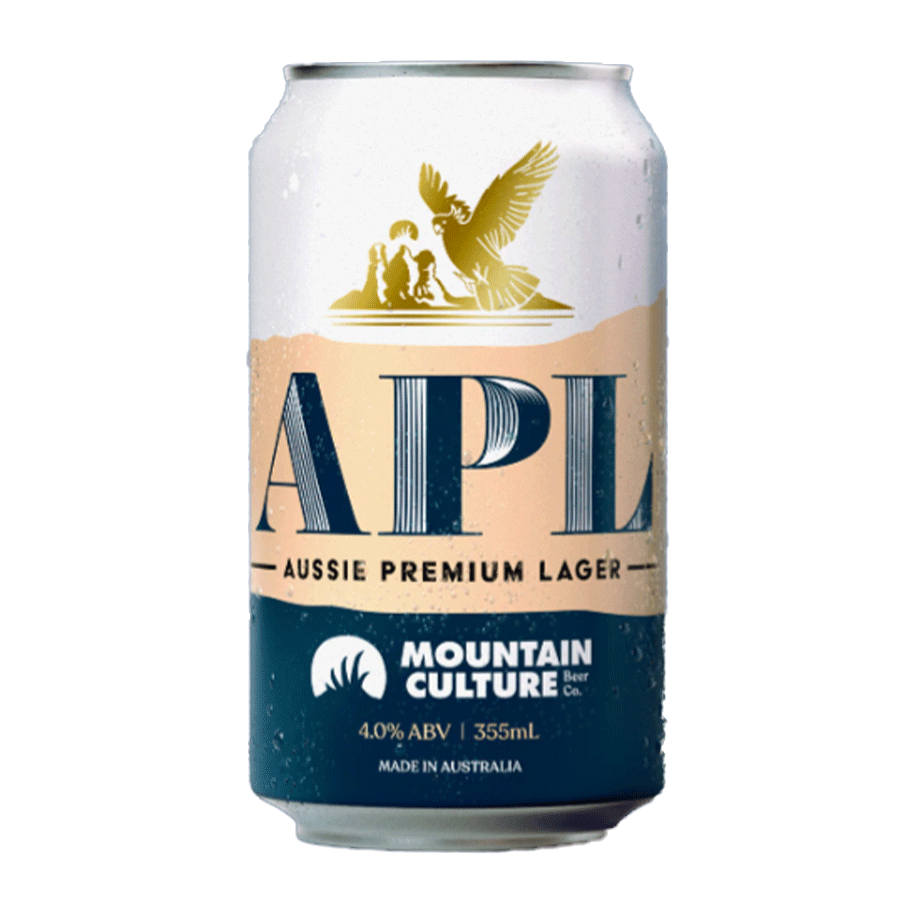 APL
AUSSIE PREMIUM LAGER
MOUNTAIN
CULTURE Beer Co.
4.0% ABV | 355mL
MADE IN AUSTRALIA